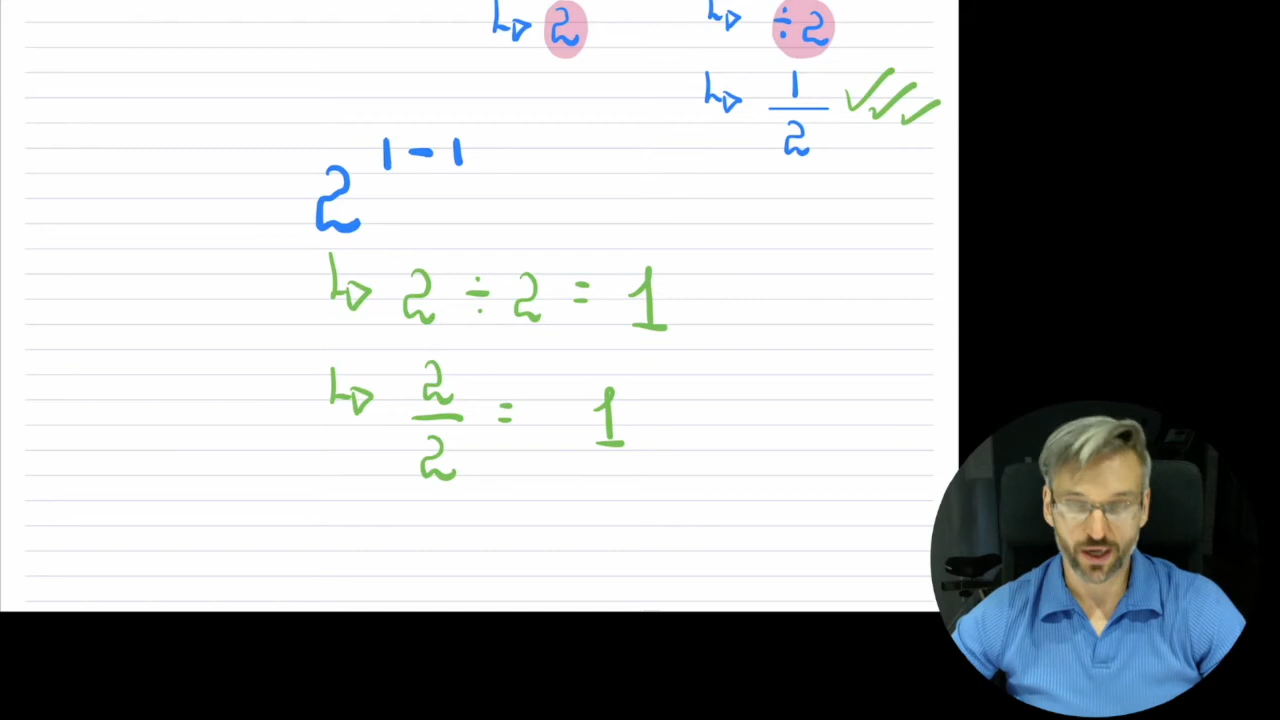 ↳ 2
↳ ÷ 2
↳ 1/2 ✓✓✓
2^(1 - 1)
↳ 2 ÷ 2 = 1
↳ 2/2 = 1